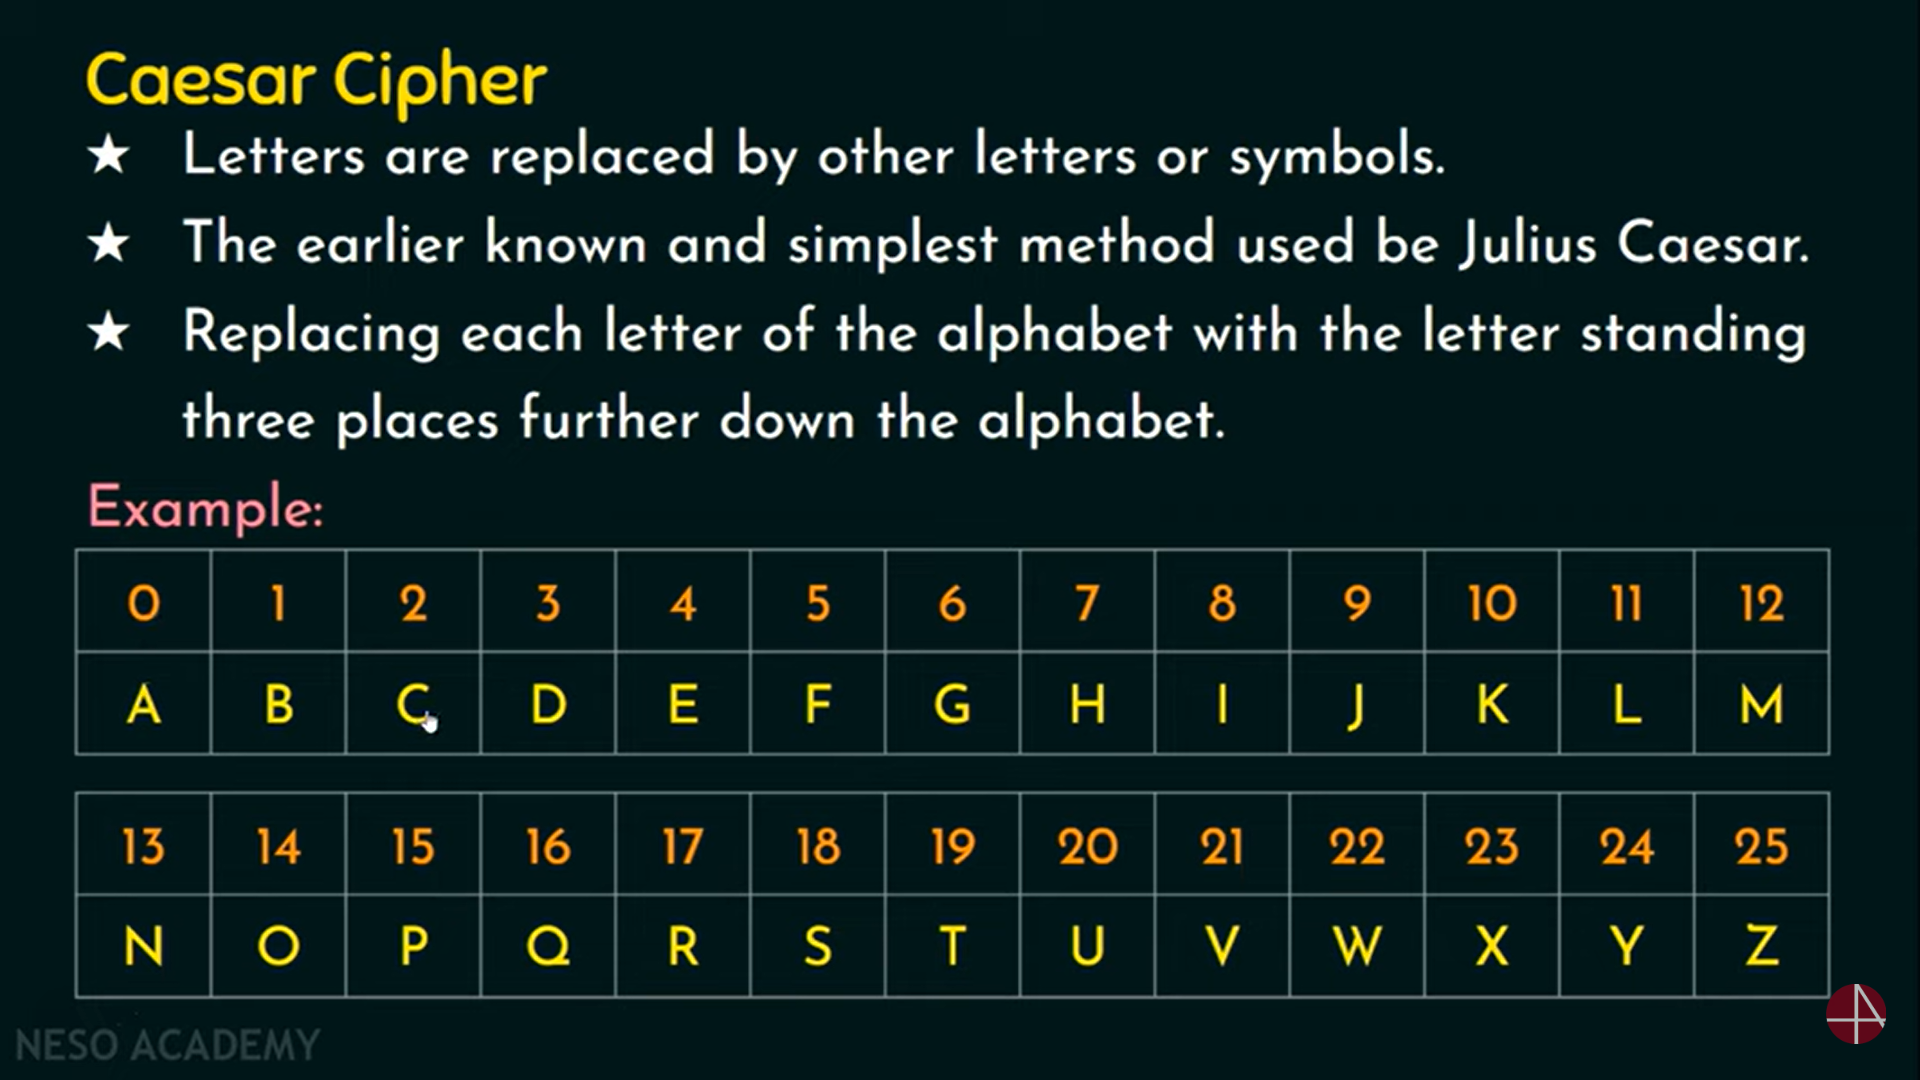 Caesar Cipher
★ Letters are replaced by other letters or symbols.
★ The earlier known and simplest method used be Julius Caesar.
★ Replacing each letter of the alphabet with the letter standing
three places further down the alphabet.
Example:
0 1 2 3 4 5 6 7 8 9 10 11 12
A B C D E F G H I J K L M
13 14 15 16 17 18 19 20 21 22 23 24 25
N O P Q R S T U V W X Y Z
NESO ACADEMY